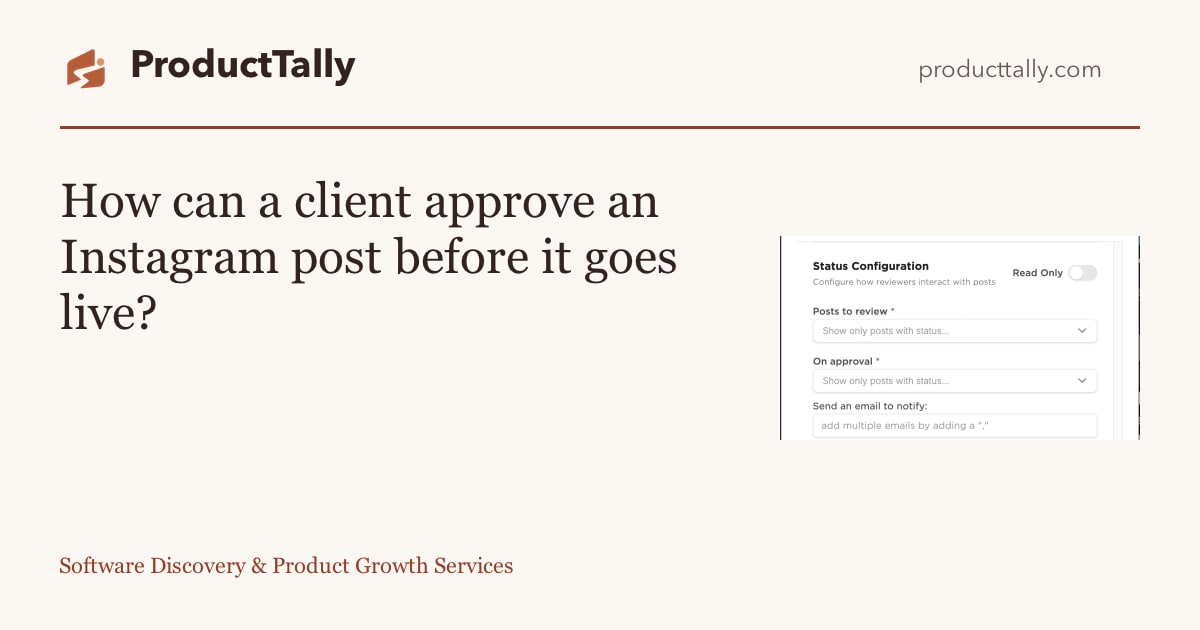 ProductTally
producttally.com
How can a client approve an
Instagram post before it goes
live?
Status Configuration
Configure how reviewers interact with posts
Read Only
Posts to review *
Show only posts with status...
On approval *
Show only posts with status...
Send an email to notify:
add multiple emails by adding a ","
Software Discovery & Product Growth Services